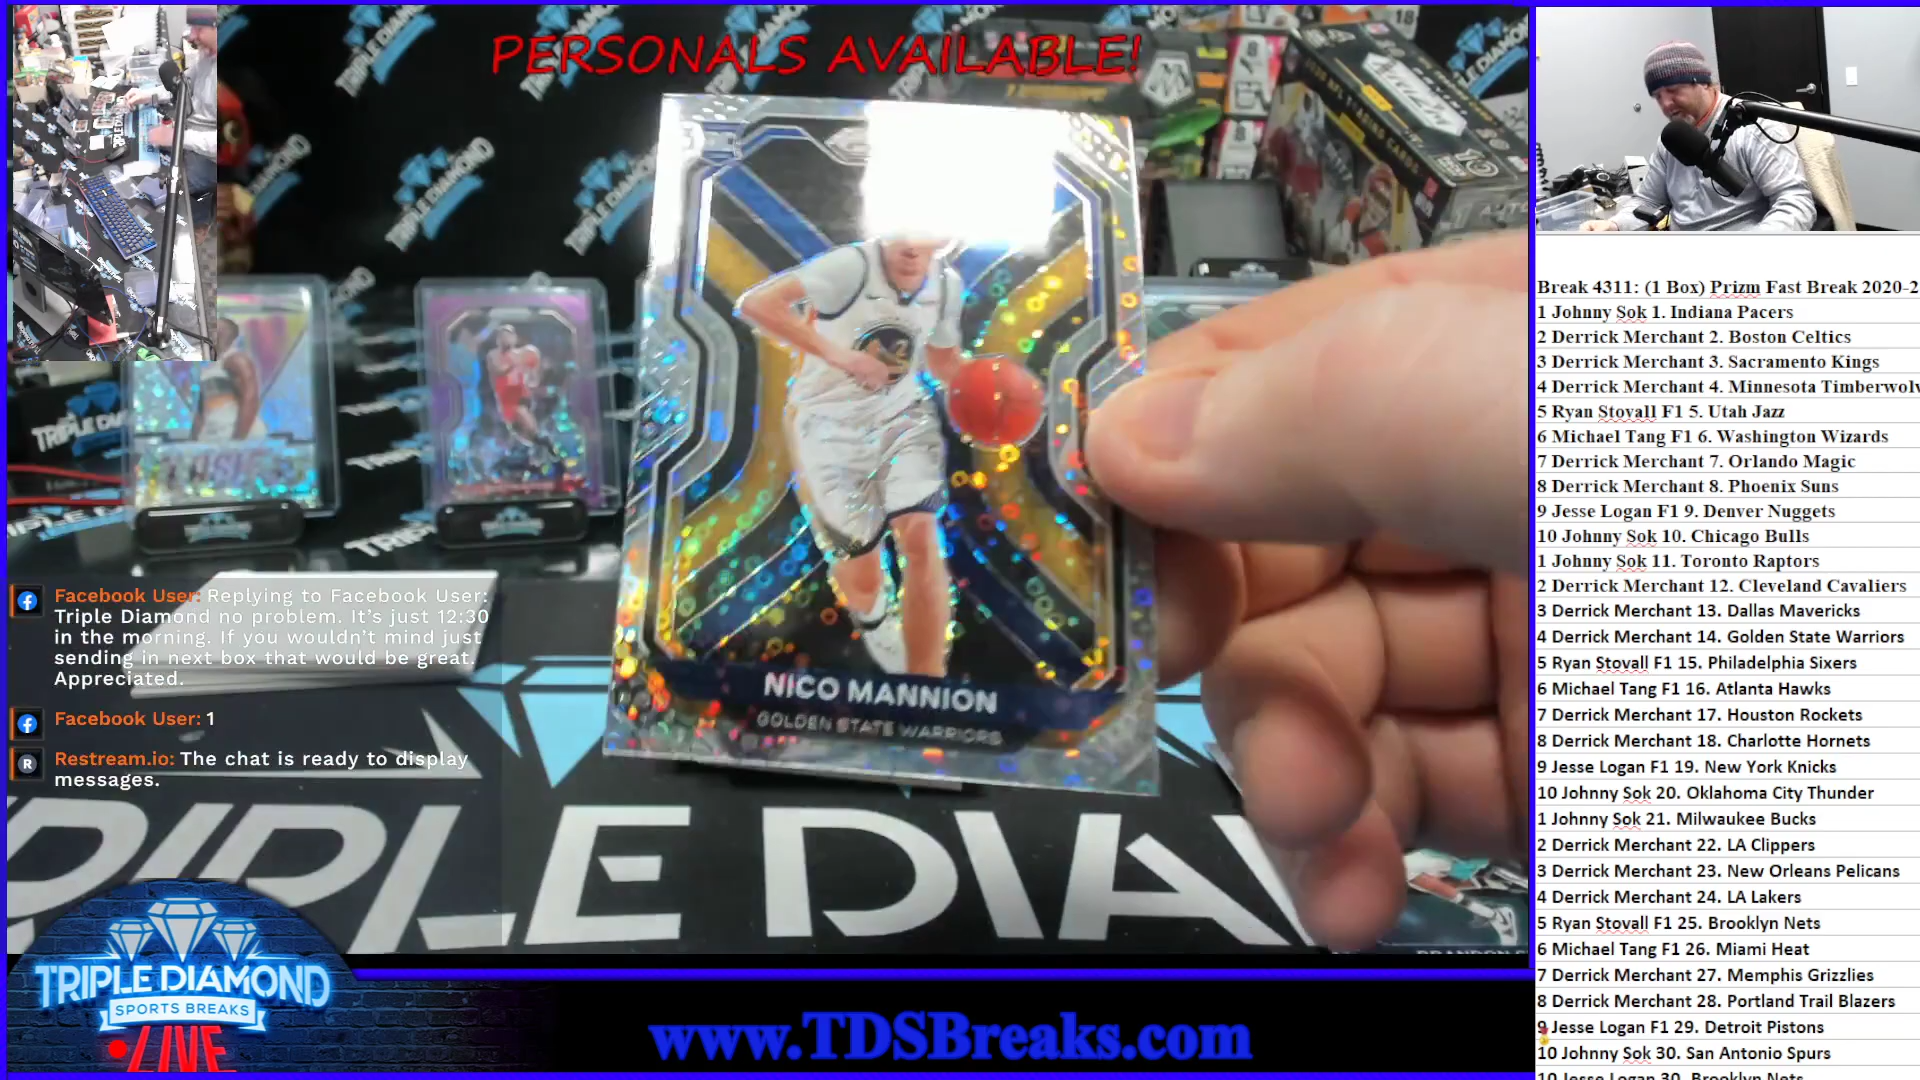 PERSONALS AVAILABLE!
NICO MANNION
GOLDEN STATE WARRIORS
Facebook User: Replying to Facebook User:
Triple Diamond no problem. It's just 12:30
in the morning. If you wouldn't mind just
sending in next box that would be great.
Appreciated.
Facebook User: 1
Restream.io: The chat is ready to display
messages.
TRIPLE DIAM
TRIPLE DIAMOND
SPORTS BREAKS
LIVE
www.TDSBreaks.com
Break 4311: (1 Box) Prizm Fast Break 2020-2
1 Johnny Sok 1. Indiana Pacers
2 Derrick Merchant 2. Boston Celtics
3 Derrick Merchant 3. Sacramento Kings
4 Derrick Merchant 4. Minnesota Timberwolv
5 Ryan Stovall F1 5. Utah Jazz
6 Michael Tang F1 6. Washington Wizards
7 Derrick Merchant 7. Orlando Magic
8 Derrick Merchant 8. Phoenix Suns
9 Jesse Logan F1 9. Denver Nuggets
10 Johnny Sok 10. Chicago Bulls
1 Johnny Sok 11. Toronto Raptors
2 Derrick Merchant 12. Cleveland Cavaliers
3 Derrick Merchant 13. Dallas Mavericks
4 Derrick Merchant 14. Golden State Warriors
5 Ryan Stovall F1 15. Philadelphia Sixers
6 Michael Tang F1 16. Atlanta Hawks
7 Derrick Merchant 17. Houston Rockets
8 Derrick Merchant 18. Charlotte Hornets
9 Jesse Logan F1 19. New York Knicks
10 Johnny Sok 20. Oklahoma City Thunder
1 Johnny Sok 21. Milwaukee Bucks
2 Derrick Merchant 22. LA Clippers
3 Derrick Merchant 23. New Orleans Pelicans
4 Derrick Merchant 24. LA Lakers
5 Ryan Stovall F1 25. Brooklyn Nets
6 Michael Tang F1 26. Miami Heat
7 Derrick Merchant 27. Memphis Grizzlies
8 Derrick Merchant 28. Portland Trail Blazers
9 Jesse Logan F1 29. Detroit Pistons
10 Johnny Sok 30. San Antonio Spurs
10 Jesse Logan 30. Brooklyn Nets